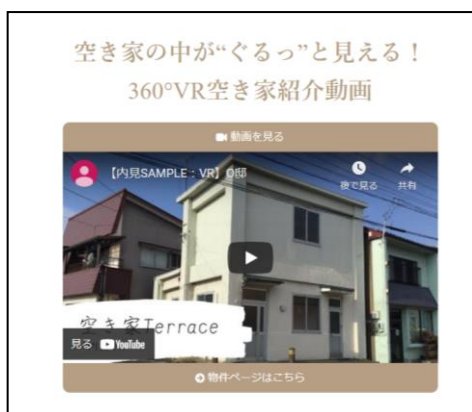 空き家の中が“ぐるっ”と見える！
360°VR空き家紹介動画
動画を見る
【内見SAMPLE：VR】O邸
後で見る
共有
空き家Terrace
見る YouTube
物件ページはこちら